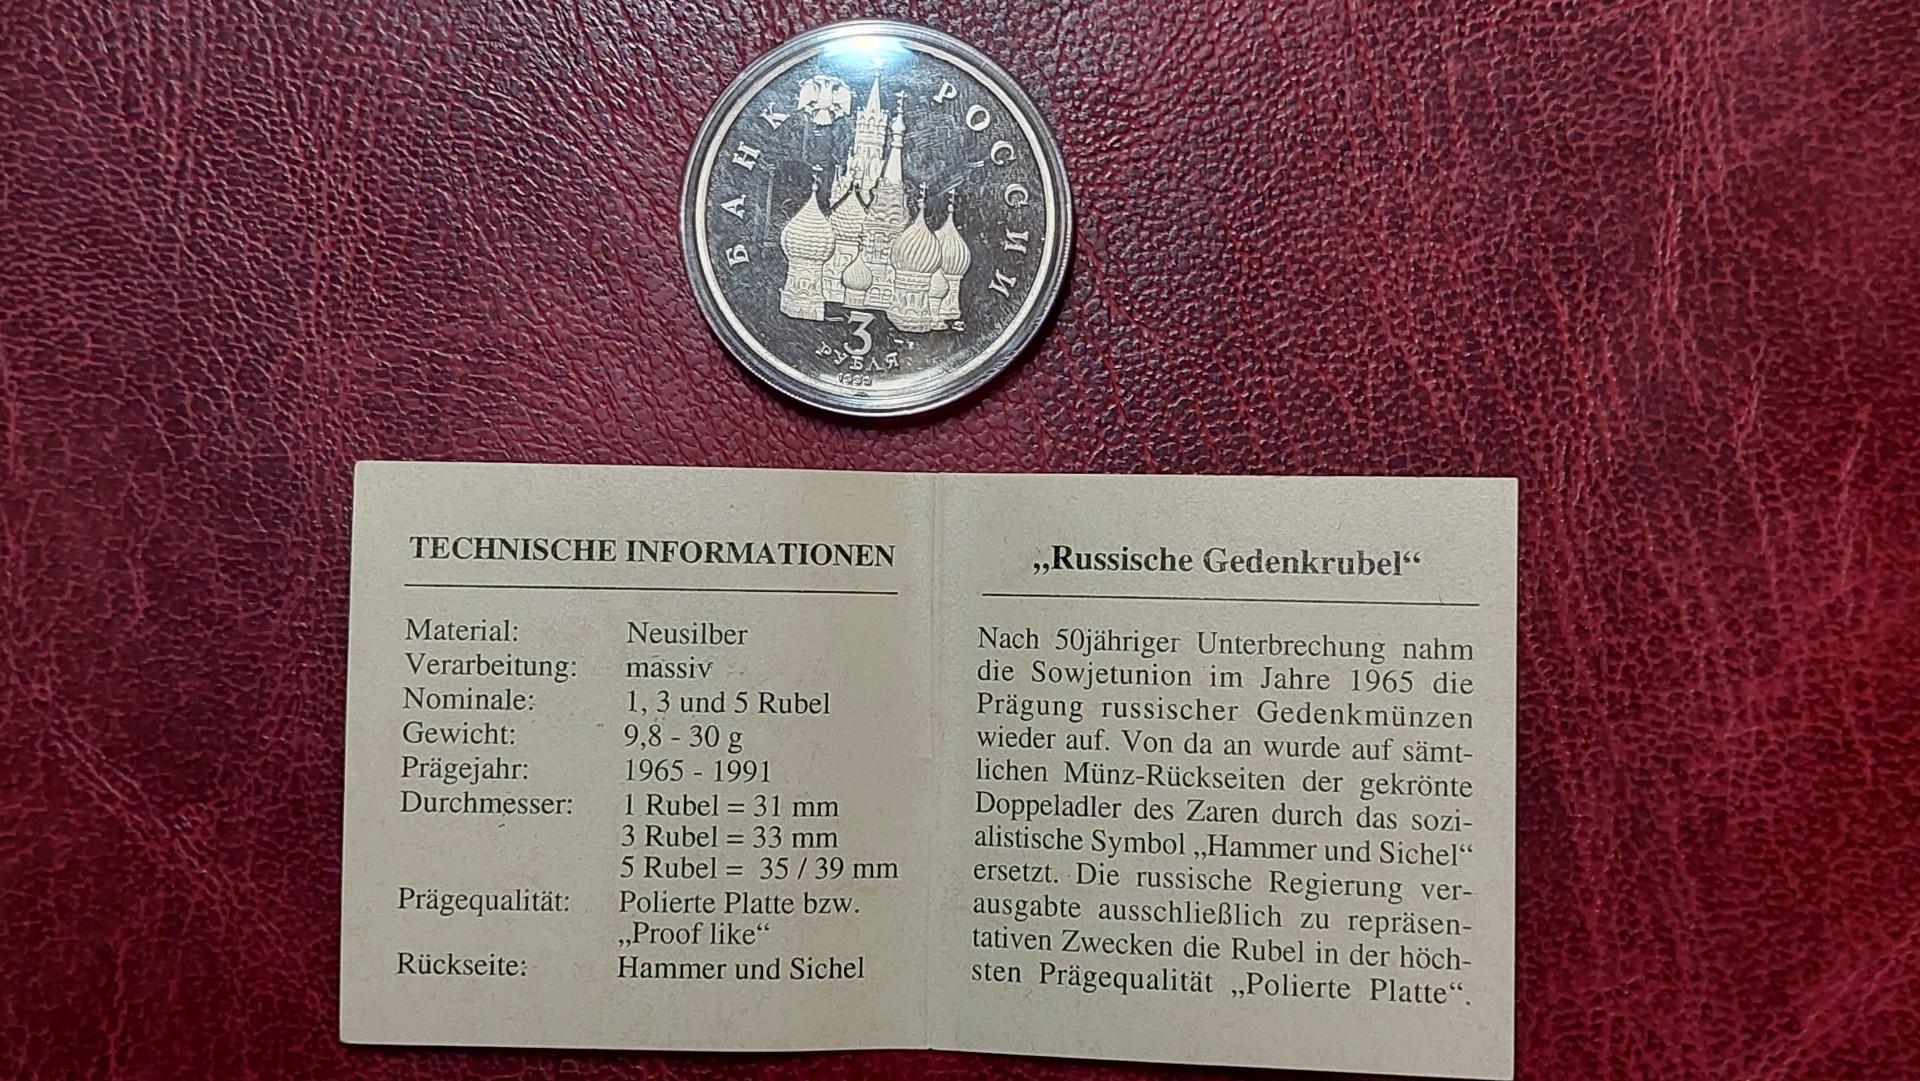 БАНК РОССИИ
3
РУБЛЯ
TECHNISCHE INFORMATIONEN
Material: Neusilber
Verarbeitung: massiv
Nominale: 1, 3 und 5 Rubel
Gewicht: 9,8 - 30 g
Prägejahr: 1965 - 1991
Durchmesser: 1 Rubel = 31 mm
3 Rubel = 33 mm
5 Rubel = 35 / 39 mm
Prägequalität: Polierte Platte bzw.
„Proof like“
Rückseite: Hammer und Sichel
„Russische Gedenkrubel“
Nach 50jähriger Unterbrechung nahm
die Sowjetunion im Jahre 1965 die
Prägung russischer Gedenkmünzen
wieder auf. Von da an wurde auf sämt-
lichen Münz-Rückseiten der gekrönte
Doppeladler des Zaren durch das sozi-
alistische Symbol „Hammer und Sichel“
ersetzt. Die russische Regierung ver-
ausgabte ausschließlich zu repräsen-
tativen Zwecken die Rubel in der höch-
sten Prägequalität „Polierte Platte“.